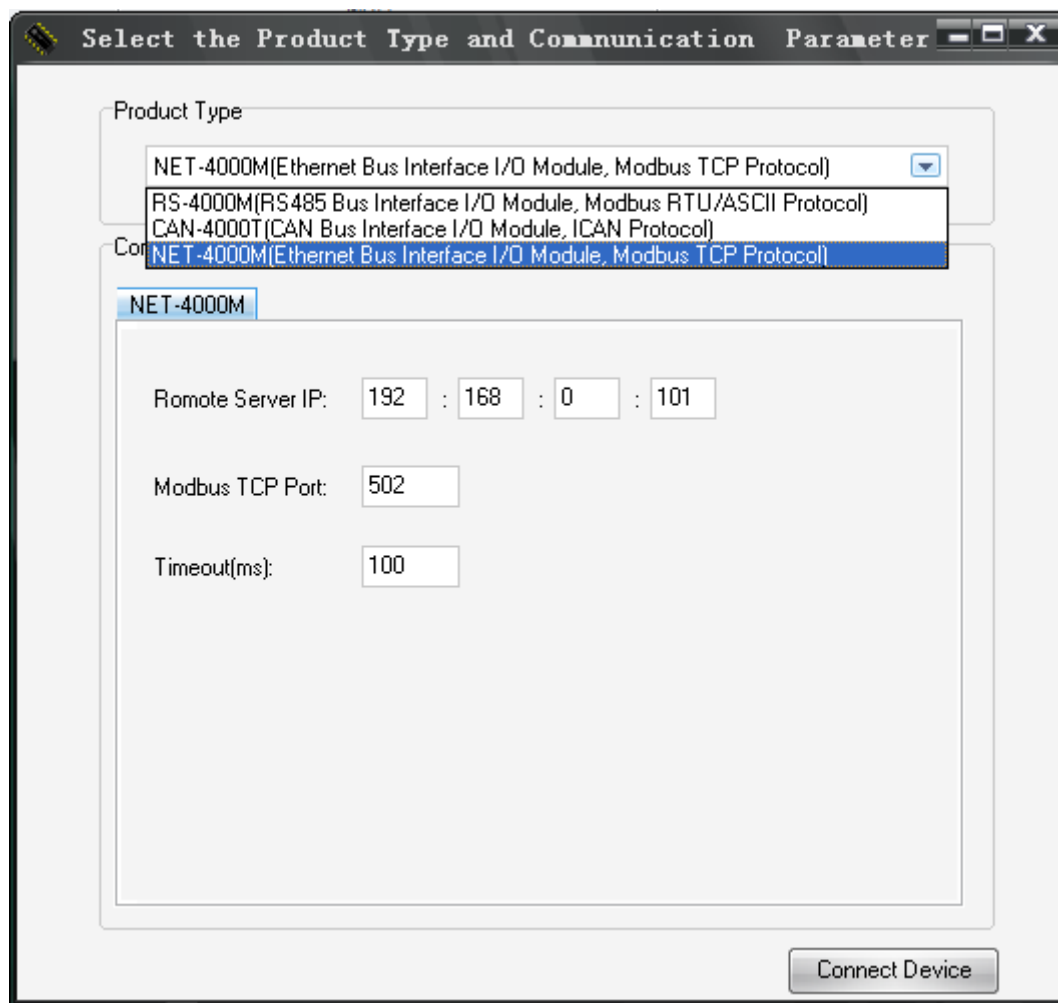 Select the Product Type and Commnunication Parameter
Product Type
NET-4000M(Ethernet Bus Interface I/O Module, Modbus TCP Protocol)
RS-4000M(RS485 Bus Interface I/O Module, Modbus RTU/ASCII Protocol)
CAN-4000T(CAN Bus Interface I/O Module, ICAN Protocol)
NET-4000M(Ethernet Bus Interface I/O Module, Modbus TCP Protocol)
NET-4000M
Romote Server IP: 192 : 168 : 0 : 101
Modbus TCP Port: 502
Timeout(ms): 100
Connect Device